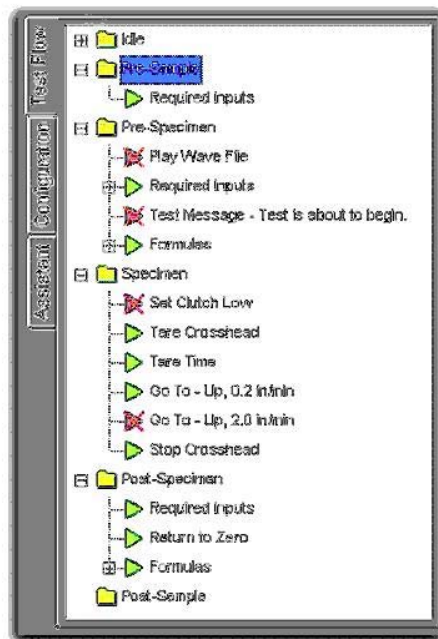 Test Flow
Configuration
Assistant
Idle
Pre-Sample
Required Inputs
Pre-Specimen
Play Wave File
Required Inputs
Test Message - Test is about to begin.
Formulas
Specimen
Set Clutch Low
Tare Crosshead
Tare Time
Go To - Up, 0.2 in/min
Go To - Up, 2.0 in/min
Stop Crosshead
Post-Specimen
Required Inputs
Return to Zero
Formulas
Post-Sample